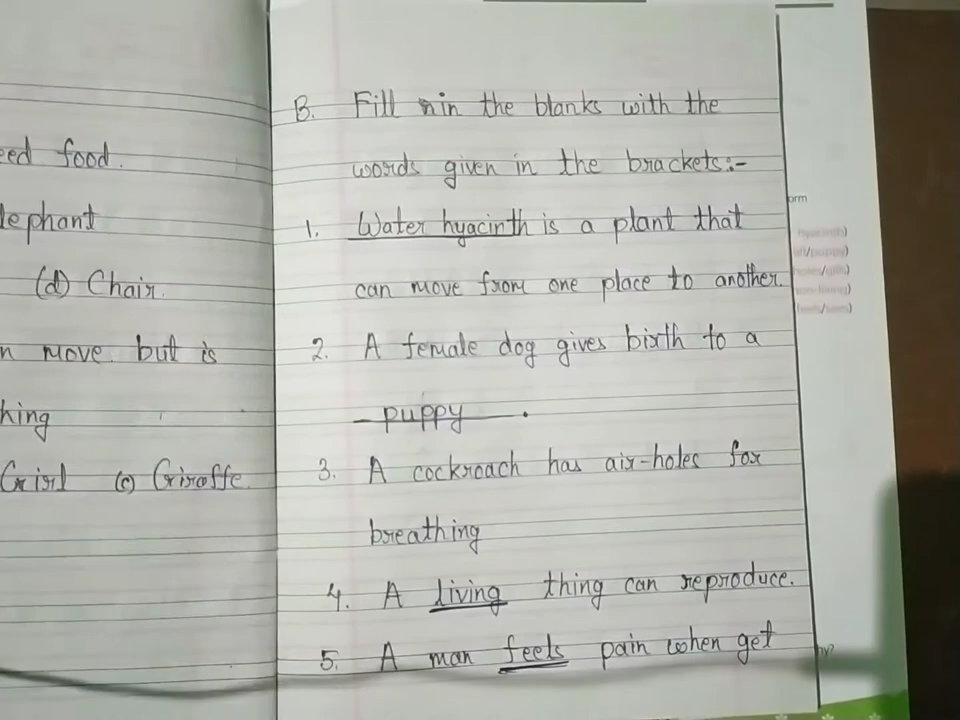 eed food.
lephant
(d) Chair.
n move but is
hing
Girl (c) Giraffe.
B. Fill in the blanks with the
words given in the brackets:-
1. Water hyacinth is a plant that
can move from one place to another.
2. A female dog gives birth to a
puppy.
3. A cockroach has air-holes for
breathing
4. A living thing can reproduce.
5. A man feels pain when get
orm
hyacinth)
/puppy)